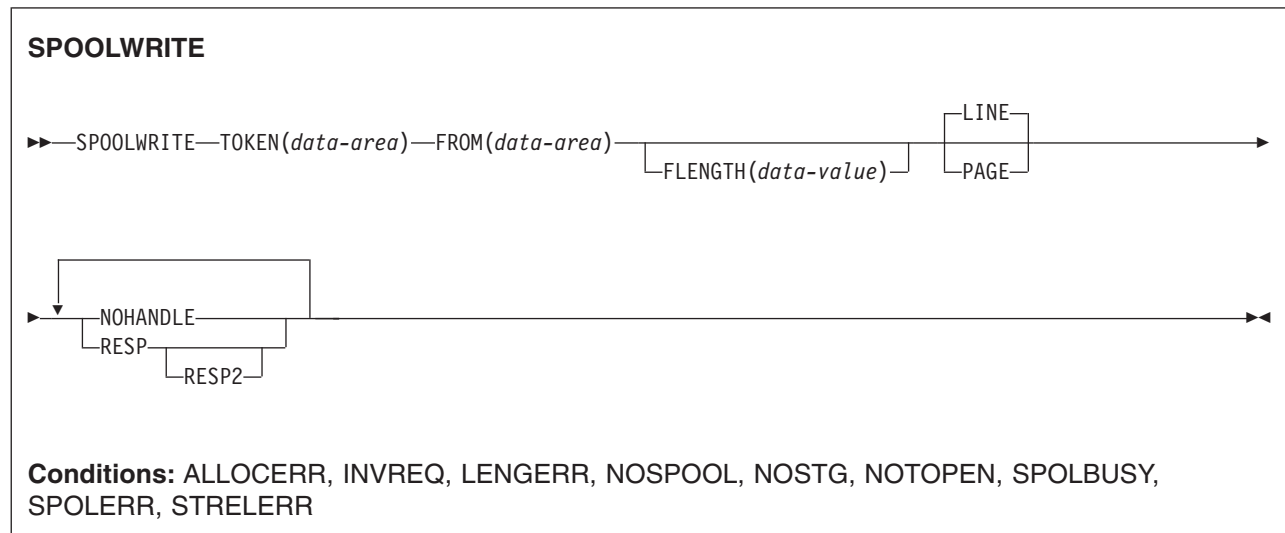 SPOOLWRITE
SPOOLWRITE TOKEN(data-area) FROM(data-area) FLENGTH(data-value) LINE PAGE
NOHANDLE
RESP
RESP2
Conditions: ALLOCERR, INVREQ, LENGERR, NOSPOOL, NOSTG, NOTOPEN, SPOLBUSY,
SPOLERR, STRELERR